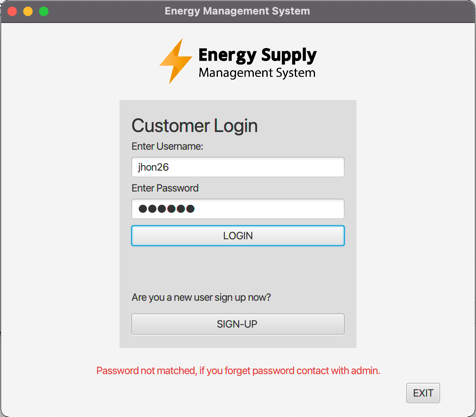 Energy Management System
Energy Supply
Management System
Customer Login
Enter Username:
jhon26
Enter Password
●●●●●●
LOGIN
Are you a new user sign up now?
SIGN-UP
Password not matched, if you forget password contact with admin.
EXIT